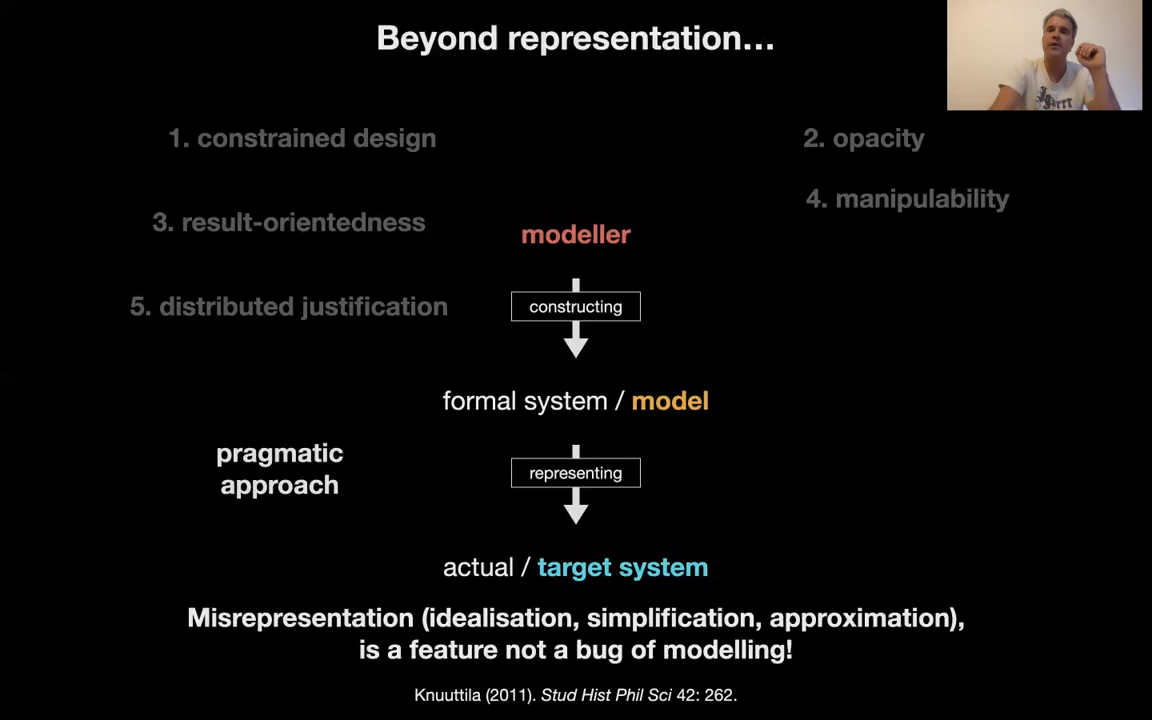 Beyond representation...
1. constrained design
2. opacity
3. result-orientedness
4. manipulability
modeller
5. distributed justification
constructing
formal system / model
pragmatic
approach
representing
actual / target system
Misrepresentation (idealisation, simplification, approximation),
is a feature not a bug of modelling!
Knuuttila (2011). Stud Hist Phil Sci 42: 262.